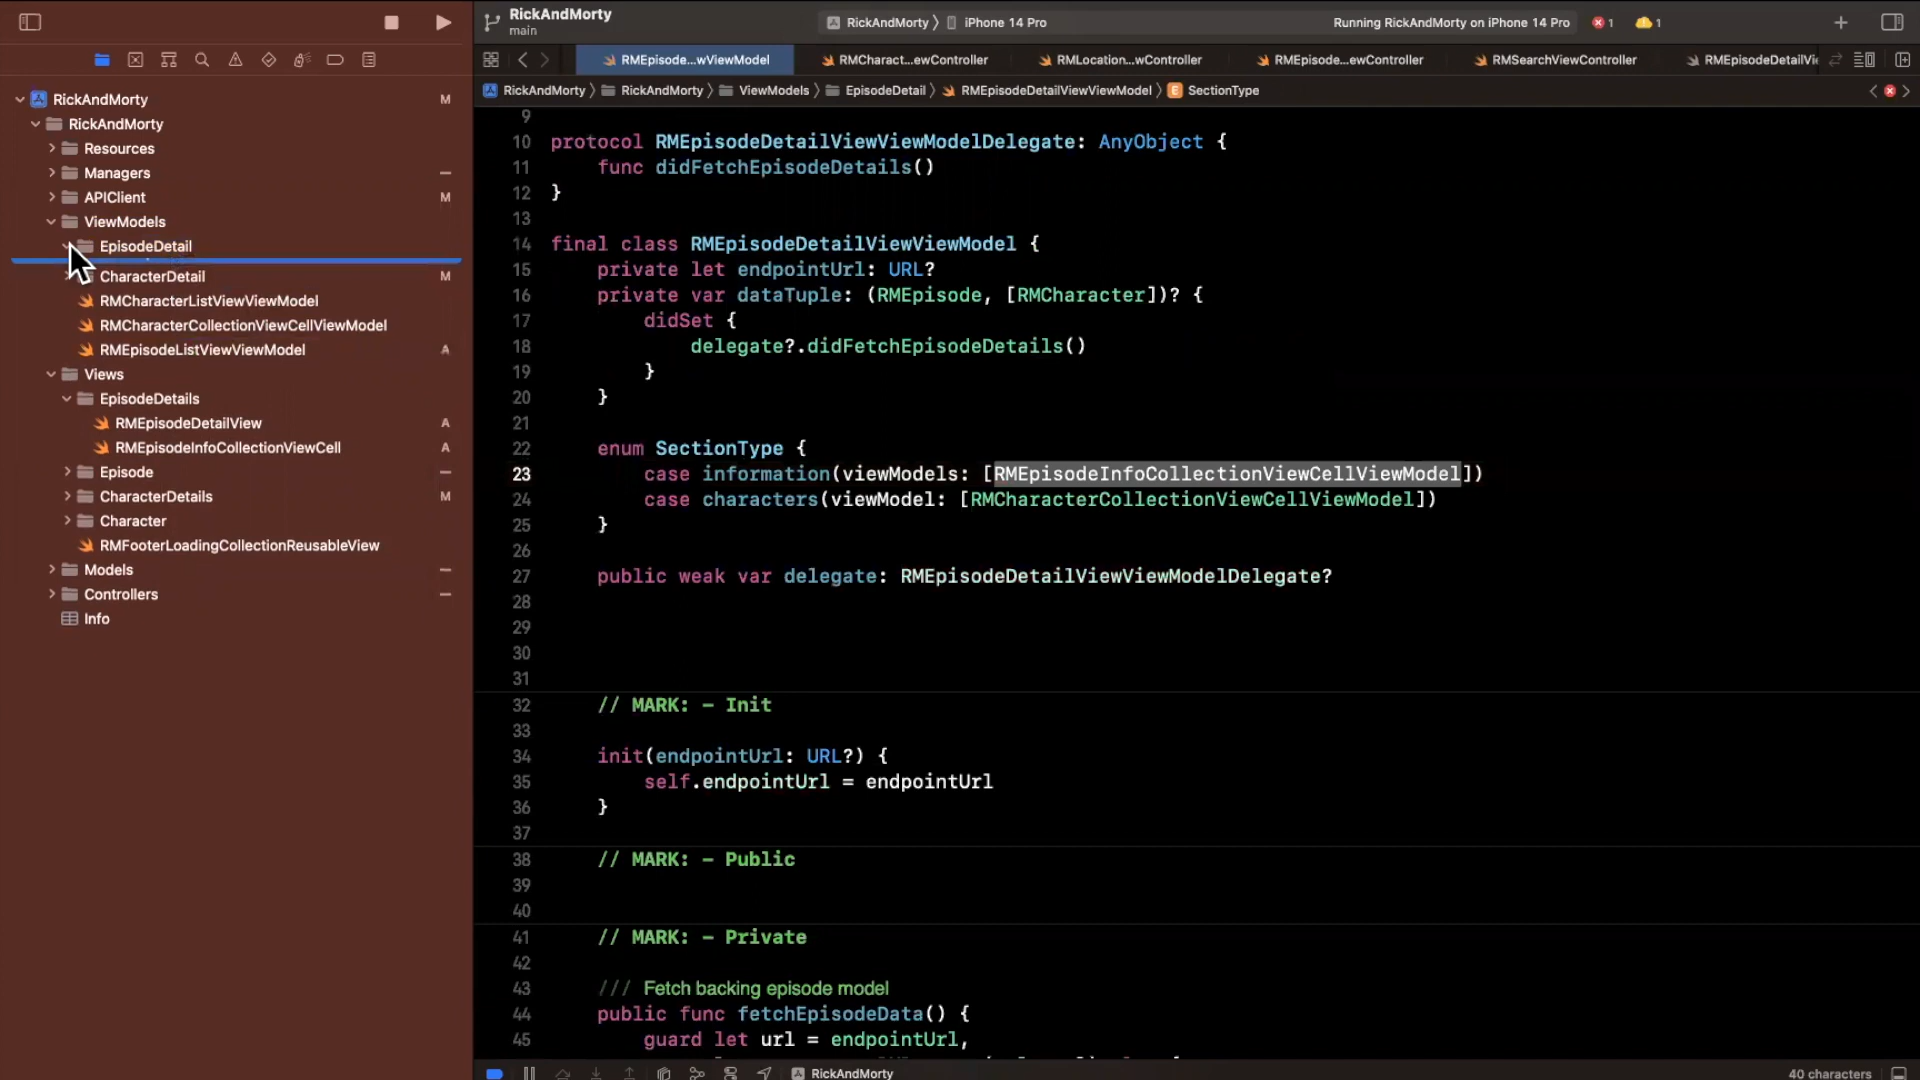 RickAndMorty
main
RickAndMorty
iPhone 14 Pro
Running RickAndMorty on iPhone 14 Pro
1
1
RMEpisode...wViewModel
RMCharact...ewController
RMLocation...wController
RMEpisode...ewController
RMSearchViewController
RMEpisodeDetailVi
RickAndMorty
RickAndMorty
ViewModels
EpisodeDetail
RMEpisodeDetailViewViewModel
E SectionType
RickAndMorty M
RickAndMorty
Resources
Managers
APIClient M
ViewModels
EpisodeDetail
CharacterDetail M
RMCharacterListViewViewModel
RMCharacterCollectionViewCellViewModel
RMEpisodeListViewViewModel A
Views
EpisodeDetails
RMEpisodeDetailView A
RMEpisodeInfoCollectionViewCell A
Episode
CharacterDetails M
Character
RMFooterLoadingCollectionReusableView
Models
Controllers
Info
9
10 protocol RMEpisodeDetailViewViewModelDelegate: AnyObject {
11 func didFetchEpisodeDetails()
12 }
13
14 final class RMEpisodeDetailViewViewModel {
15 private let endpointUrl: URL?
16 private var dataTuple: (RMEpisode, [RMCharacter])? {
17 didSet {
18 delegate?.didFetchEpisodeDetails()
19 }
20 }
21
22 enum SectionType {
23 case information(viewModels: [RMEpisodeInfoCollectionViewCellViewModel])
24 case characters(viewModel: [RMCharacterCollectionViewCellViewModel])
25 }
26
27 public weak var delegate: RMEpisodeDetailViewViewModelDelegate?
28
29
30
31
32 // MARK: - Init
33
34 init(endpointUrl: URL?) {
35 self.endpointUrl = endpointUrl
36 }
37
38 // MARK: - Public
39
40
41 // MARK: - Private
42
43 /// Fetch backing episode model
44 public func fetchEpisodeData() {
45 guard let url = endpointUrl,
RickAndMorty
40 characters